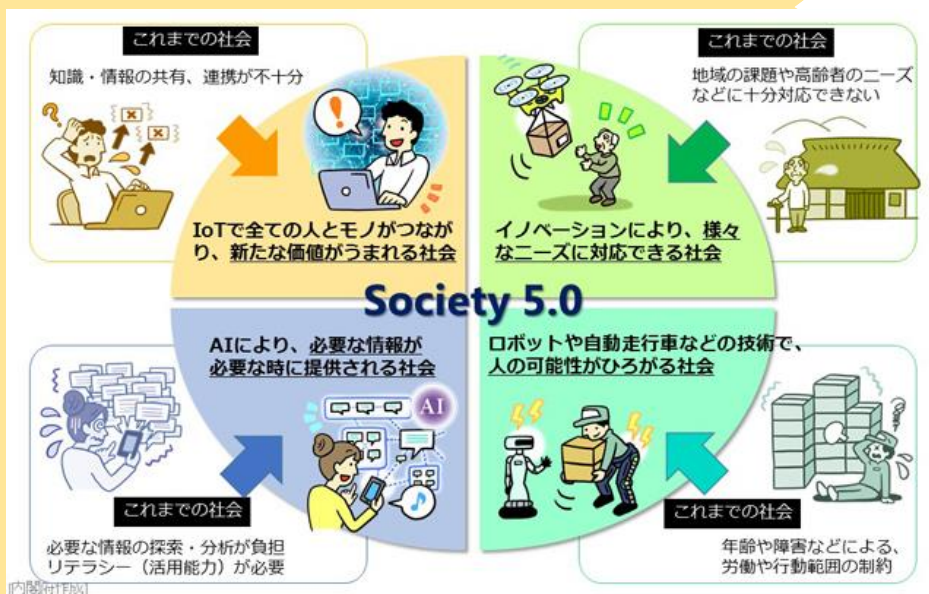 これまでの社会
知識・情報の共有、連携が不十分
IoTで全ての人とモノがつなが
り、新たな価値がうまれる社会
これまでの社会
地域の課題や高齢者のニーズ
などに十分対応できない
イノベーションにより、様々
なニーズに対応できる社会
Society 5.0
AIにより、必要な情報が
必要な時に提供される社会
AI
これまでの社会
必要な情報の探索・分析が負担
リテラシー（活用能力）が必要
ロボットや自動走行車などの技術で、
人の可能性がひろがる社会
これまでの社会
年齢や障害などによる、
労働や行動範囲の制約
[内閣府作成]